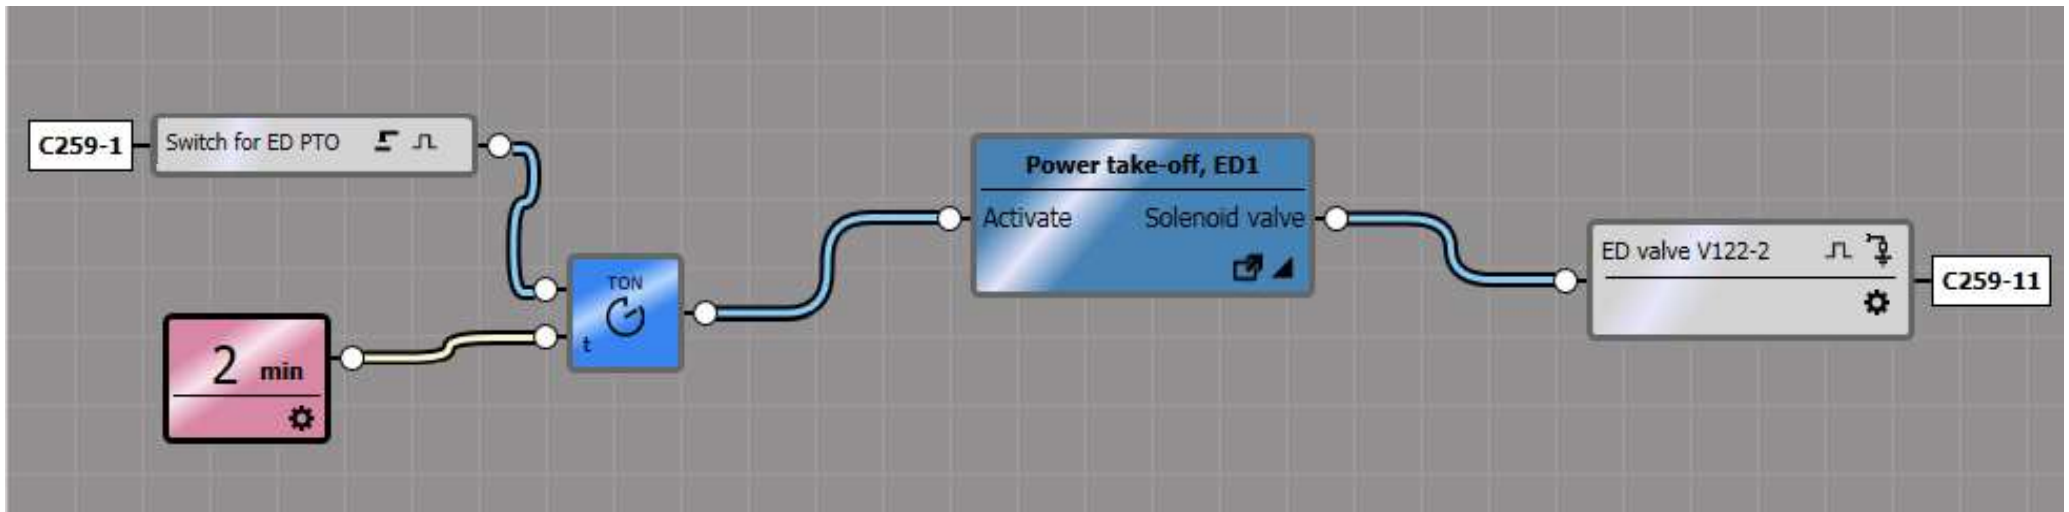 C259-1
Switch for ED PTO
2 min
TON
t
Power take-off, ED1
Activate
Solenoid valve
ED valve V122-2
C259-11